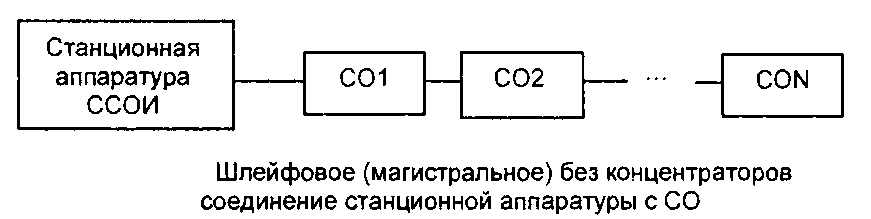 Станционная
аппаратура
ССОИ
СО1
СО2
...
СОN
Шлейфовое (магистральное) без концентраторов
соединение станционной аппаратуры с СО